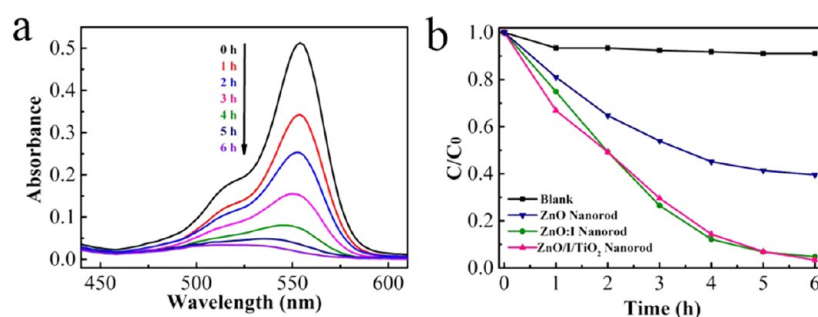 a
0.5
0.4
0.3
0.2
0.1
0.0
Absorbance
0 h
1 h
2 h
3 h
4 h
5 h
6 h
450
500
550
600
Wavelength (nm)
b
1.0
0.8
0.6
0.4
0.2
0.0
C/C₀
Blank
ZnO Nanorod
ZnO:I Nanorod
ZnO/I/TiO₂ Nanorod
0
1
2
3
4
5
6
Time (h)